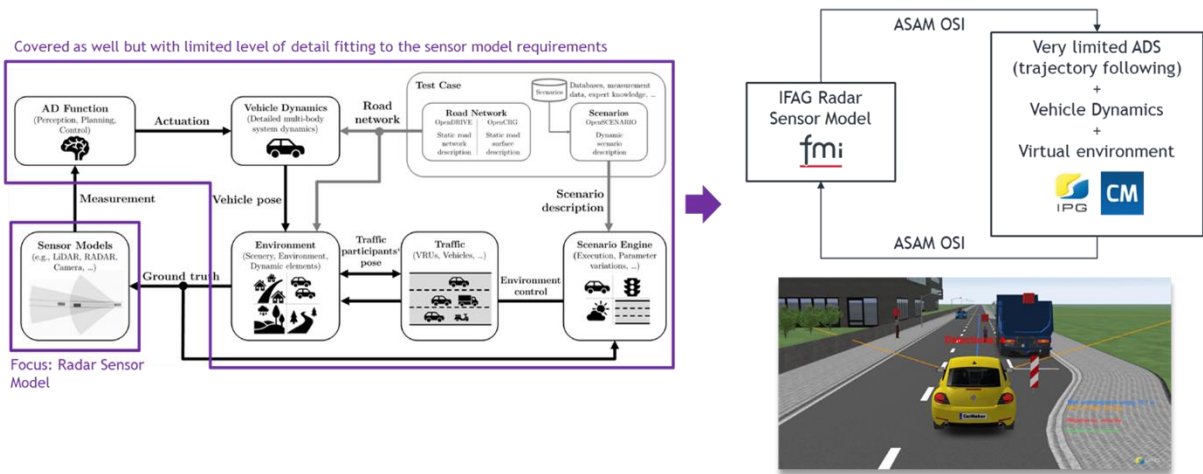 Covered as well but with limited level of detail fitting to the sensor model requirements
AD Function
(Perception, Planning,
Control)
Actuation
Vehicle Dynamics
(Detailed multi-body
system dynamics)
Road
network
Test Case
Scenarios
Databases, measurement
data, expert knowledge, ...
Road Network
OpenDRIVE
OpenCRG
Static road
network
description
Static road
surface
description
Scenarios
OpenSCENARIO
Dynamic
scenario
description
Measurement
Vehicle pose
Scenario
description
Sensor Models
(e.g., LiDAR, RADAR,
Camera, ...)
Ground truth
Environment
(Scenery, Environment,
Dynamic elements)
Traffic
participants'
pose
Traffic
(VRUs, Vehicles, ...)
Environment
control
Scenario Engine
(Execution, Parameter
variations, ...)
Focus: Radar Sensor
Model
ASAM OSI
IFAG Radar
Sensor Model
fmi
Very limited ADS
(trajectory following)
+
Vehicle Dynamics
+
Virtual environment
IPG
CM
ASAM OSI
CarMaker